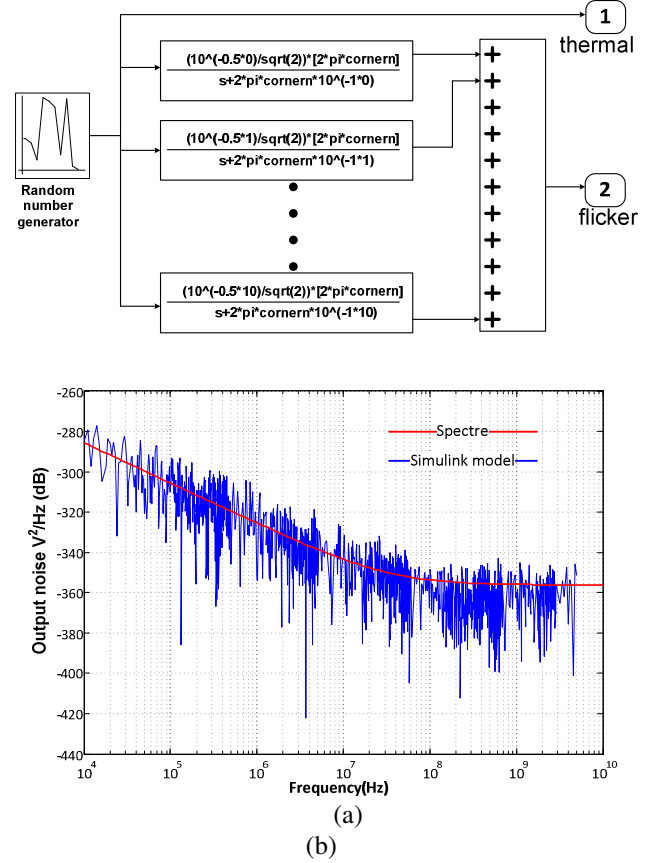 1
thermal
(10^(-0.5*0)/sqrt(2))*[2*pi*cornern]
s+2*pi*cornern*10^(-1*0)
(10^(-0.5*1)/sqrt(2))*[2*pi*cornern]
s+2*pi*cornern*10^(-1*1)
Random
number
generator
2
flicker
(10^(-0.5*10)/sqrt(2))*[2*pi*cornern]
s+2*pi*cornern*10^(-1*10)
+
+
+
+
+
+
+
+
+
+
+
-260
-280
-300
-320
-340
-360
-380
-400
-420
-440
Output noise V²/Hz (dB)
Spectre
Simulink model
10⁴ 10⁵ 10⁶ 10⁷ 10⁸ 10⁹ 10¹⁰
Frequency(Hz)
(a)
(b)